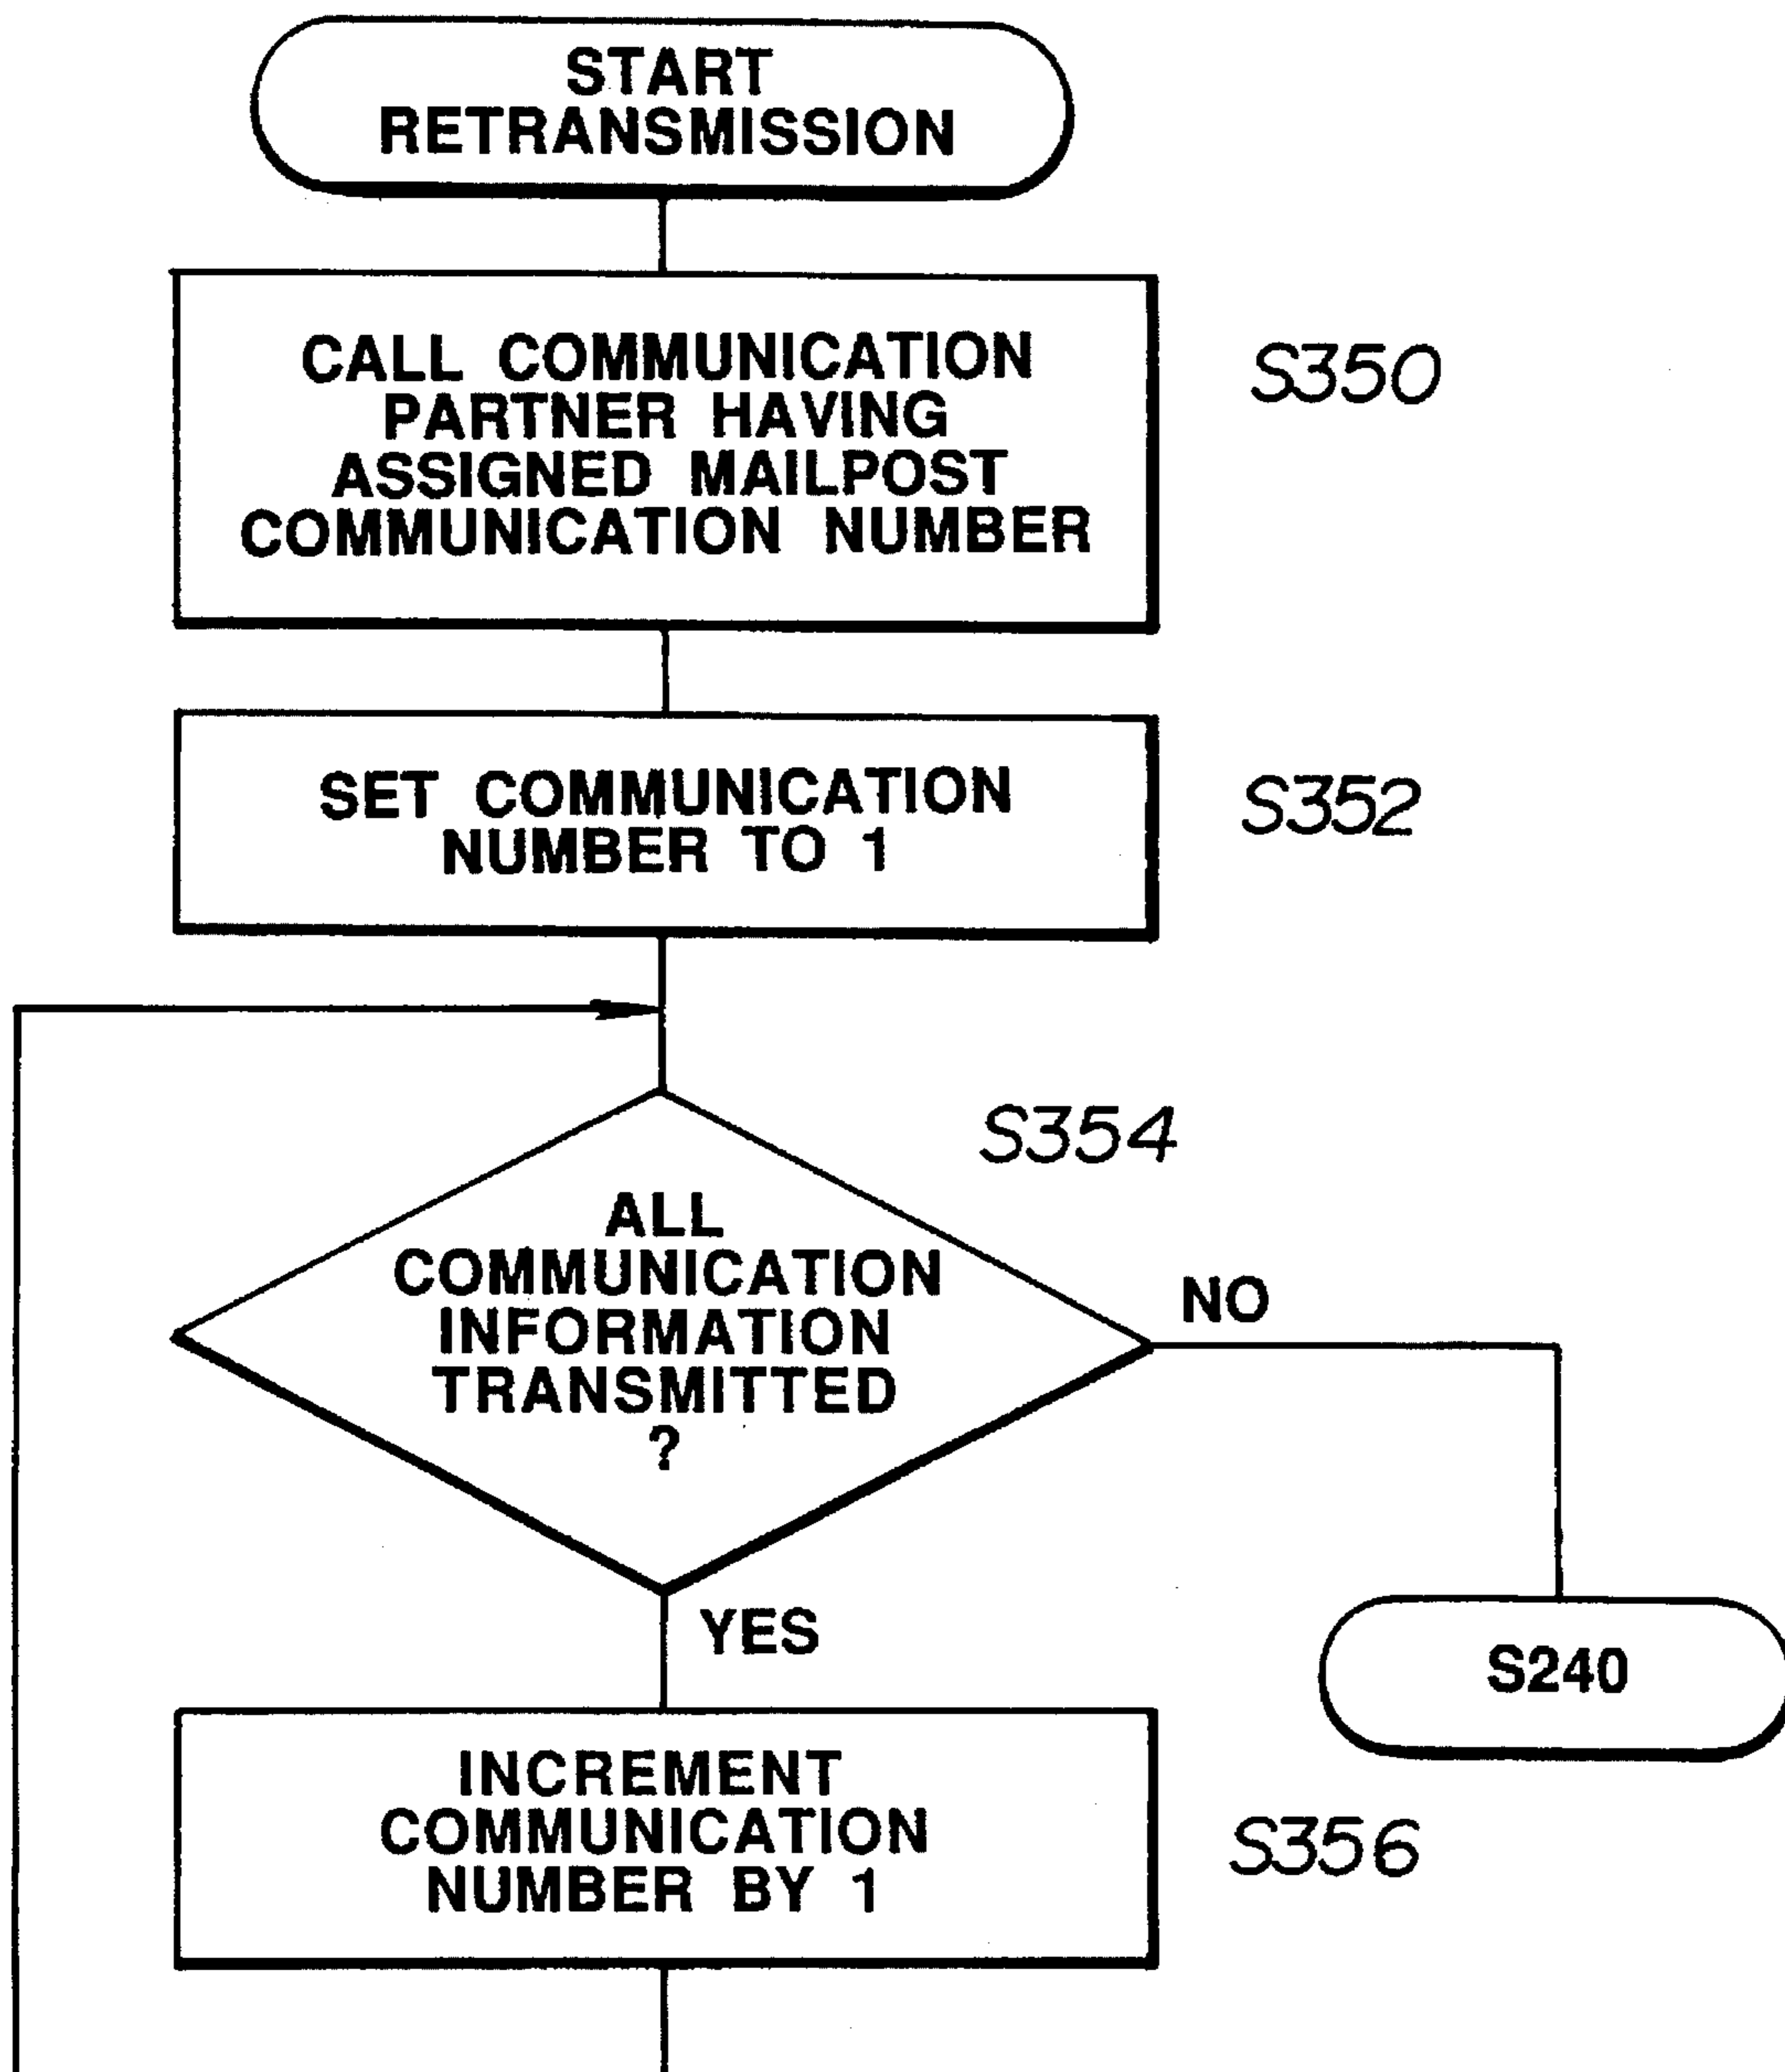 START
RETRANSMISSION
CALL COMMUNICATION
PARTNER HAVING
ASSIGNED MAILPOST
COMMUNICATION NUMBER
S350
SET COMMUNICATION
NUMBER TO 1
S352
S354
ALL
COMMUNICATION
INFORMATION
TRANSMITTED
?
NO
YES
S240
INCREMENT
COMMUNICATION
NUMBER BY 1
S356